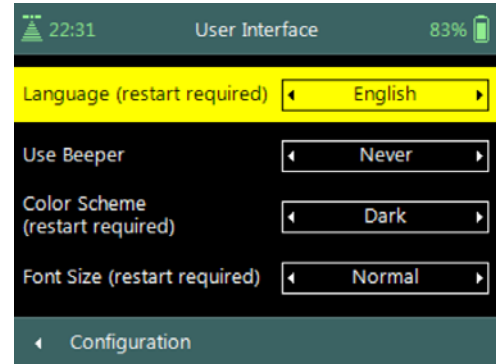 22:31 User Interface 83%
Language (restart required) English
Use Beeper Never
Color Scheme
(restart required) Dark
Font Size (restart required) Normal
Configuration